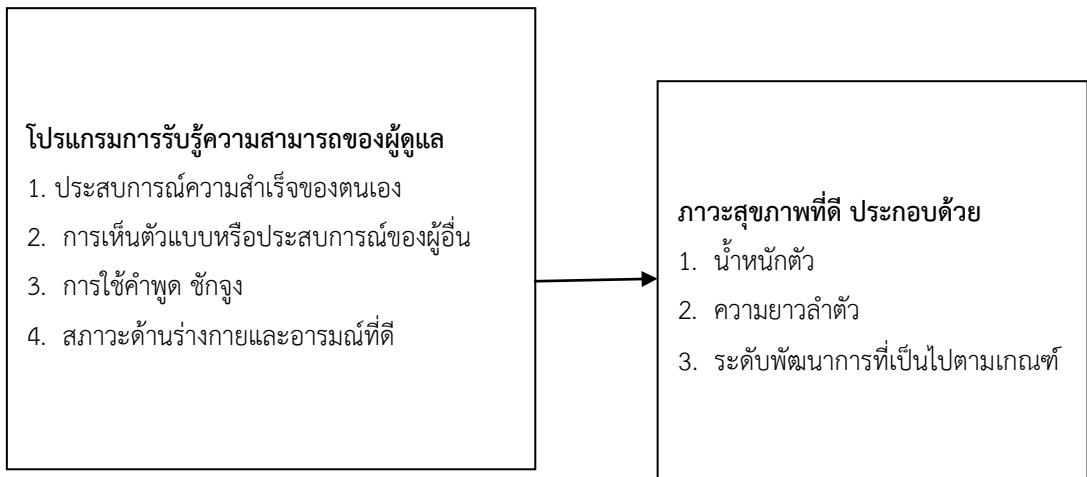 โปรแกรมการรับรู้ความสามารถของผู้ดูแล
1. ประสบการณ์ความสำเร็จของตนเอง
2. การเห็นตัวแบบหรือประสบการณ์ของผู้อื่น
3. การใช้คำพูด ชักจูง
4. สภาวะด้านร่างกายและอารมณ์ที่ดี
ภาวะสุขภาพที่ดี ประกอบด้วย
1. น้ำหนักตัว
2. ความยาวลำตัว
3. ระดับพัฒนาการที่เป็นไปตามเกณฑ์